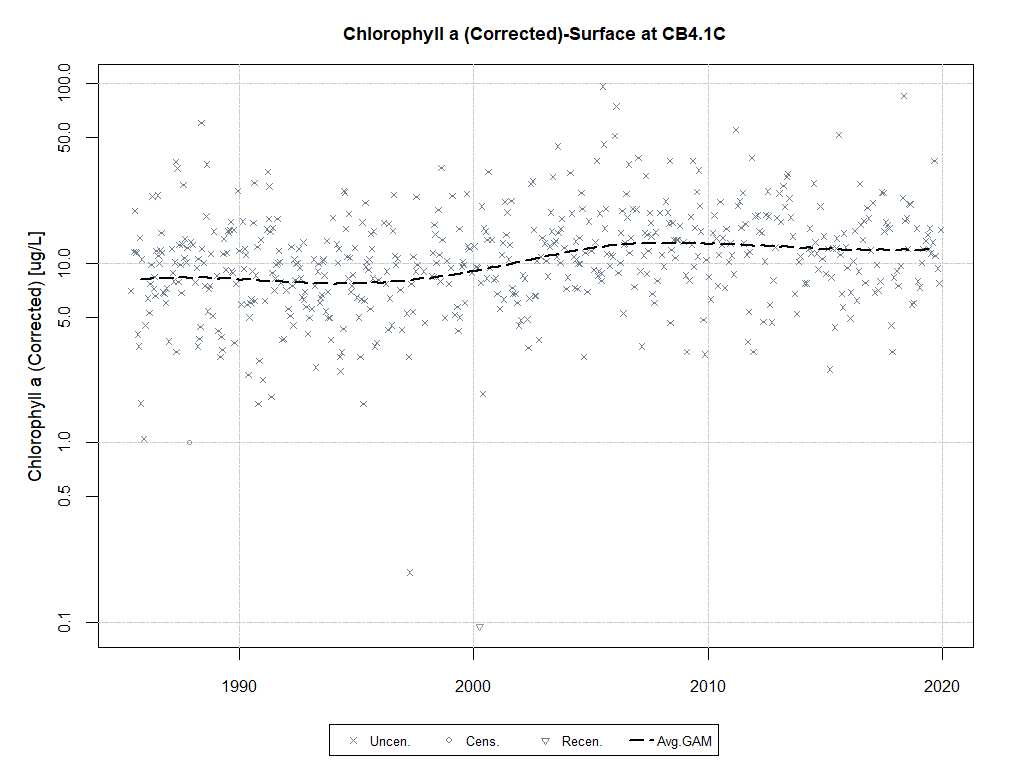 Chlorophyll a (Corrected)-Surface at CB4.1C
Chlorophyll a (Corrected) [ug/L]
100.0
50.0
10.0
5.0
1.0
0.5
0.1
1990 2000 2010 2020
Uncen. Cens. Recen. Avg.GAM